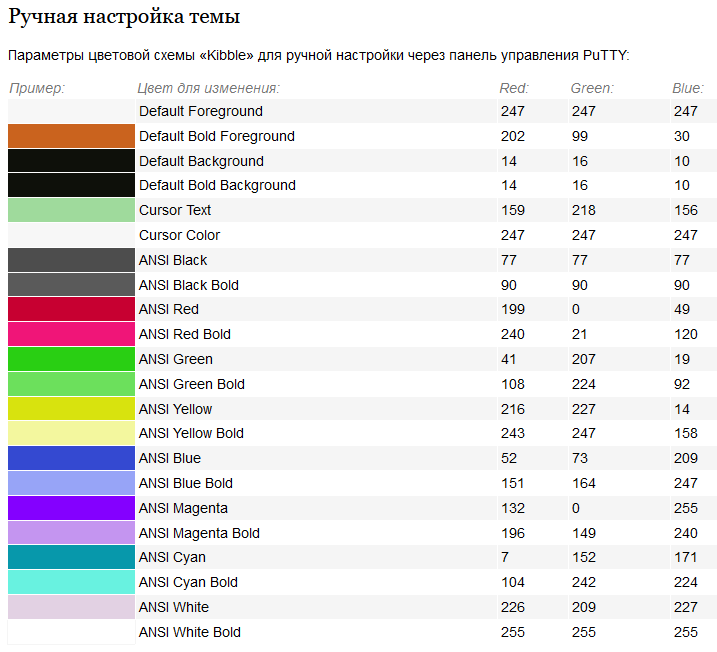 Ручная настройка темы
Параметры цветовой схемы «Kibble» для ручной настройки через панель управления PuTTY:
Пример: Цвет для изменения: Red: Green: Blue:
Default Foreground 247 247 247
Default Bold Foreground 202 99 30
Default Background 14 16 10
Default Bold Background 14 16 10
Cursor Text 159 218 156
Cursor Color 247 247 247
ANSI Black 77 77 77
ANSI Black Bold 90 90 90
ANSI Red 199 0 49
ANSI Red Bold 240 21 120
ANSI Green 41 207 19
ANSI Green Bold 108 224 92
ANSI Yellow 216 227 14
ANSI Yellow Bold 243 247 158
ANSI Blue 52 73 209
ANSI Blue Bold 151 164 247
ANSI Magenta 132 0 255
ANSI Magenta Bold 196 149 240
ANSI Cyan 7 152 171
ANSI Cyan Bold 104 242 224
ANSI White 226 209 227
ANSI White Bold 255 255 255